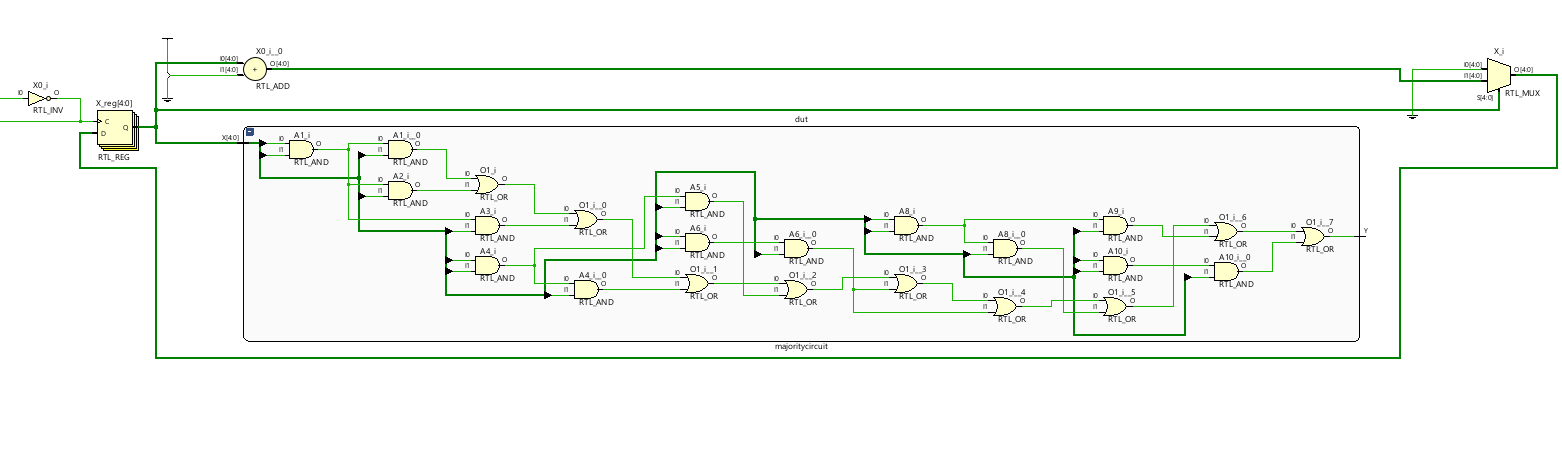 X0_i
I0
O
RTL_INV
X_reg[4:0]
C
D
Q
RTL_REG
X0_i__0
I0[4:0]
I1[4:0]
+
O[4:0]
RTL_ADD
X_i
I0[4:0]
I1[4:0]
S[4:0]
O[4:0]
RTL_MUX
dut
X[4:0]
A1_i
I0
I1
O
RTL_AND
A1_i__0
I0
I1
O
RTL_AND
A2_i
I0
I1
O
RTL_AND
O1_i
I0
I1
O
RTL_OR
A3_i
I0
I1
O
RTL_AND
A4_i
I0
I1
O
RTL_AND
O1_i__0
I0
I1
O
RTL_OR
A4_i__0
I0
I1
O
RTL_AND
A5_i
I0
I1
O
RTL_AND
A6_i
I0
I1
O
RTL_AND
O1_i__1
I0
I1
O
RTL_OR
A6_i__0
I0
I1
O
RTL_AND
O1_i__2
I0
I1
O
RTL_OR
A8_i
I0
I1
O
RTL_AND
O1_i__3
I0
I1
O
RTL_OR
A8_i__0
I0
I1
O
RTL_AND
O1_i__4
I0
I1
O
RTL_OR
A9_i
I0
I1
O
RTL_AND
A10_i
I0
I1
O
RTL_AND
O1_i__5
I0
I1
O
RTL_OR
O1_i__6
I0
I1
O
RTL_OR
A10_i__0
I0
I1
O
RTL_AND
O1_i__7
I0
I1
O
RTL_OR
Y
majoritycircuit